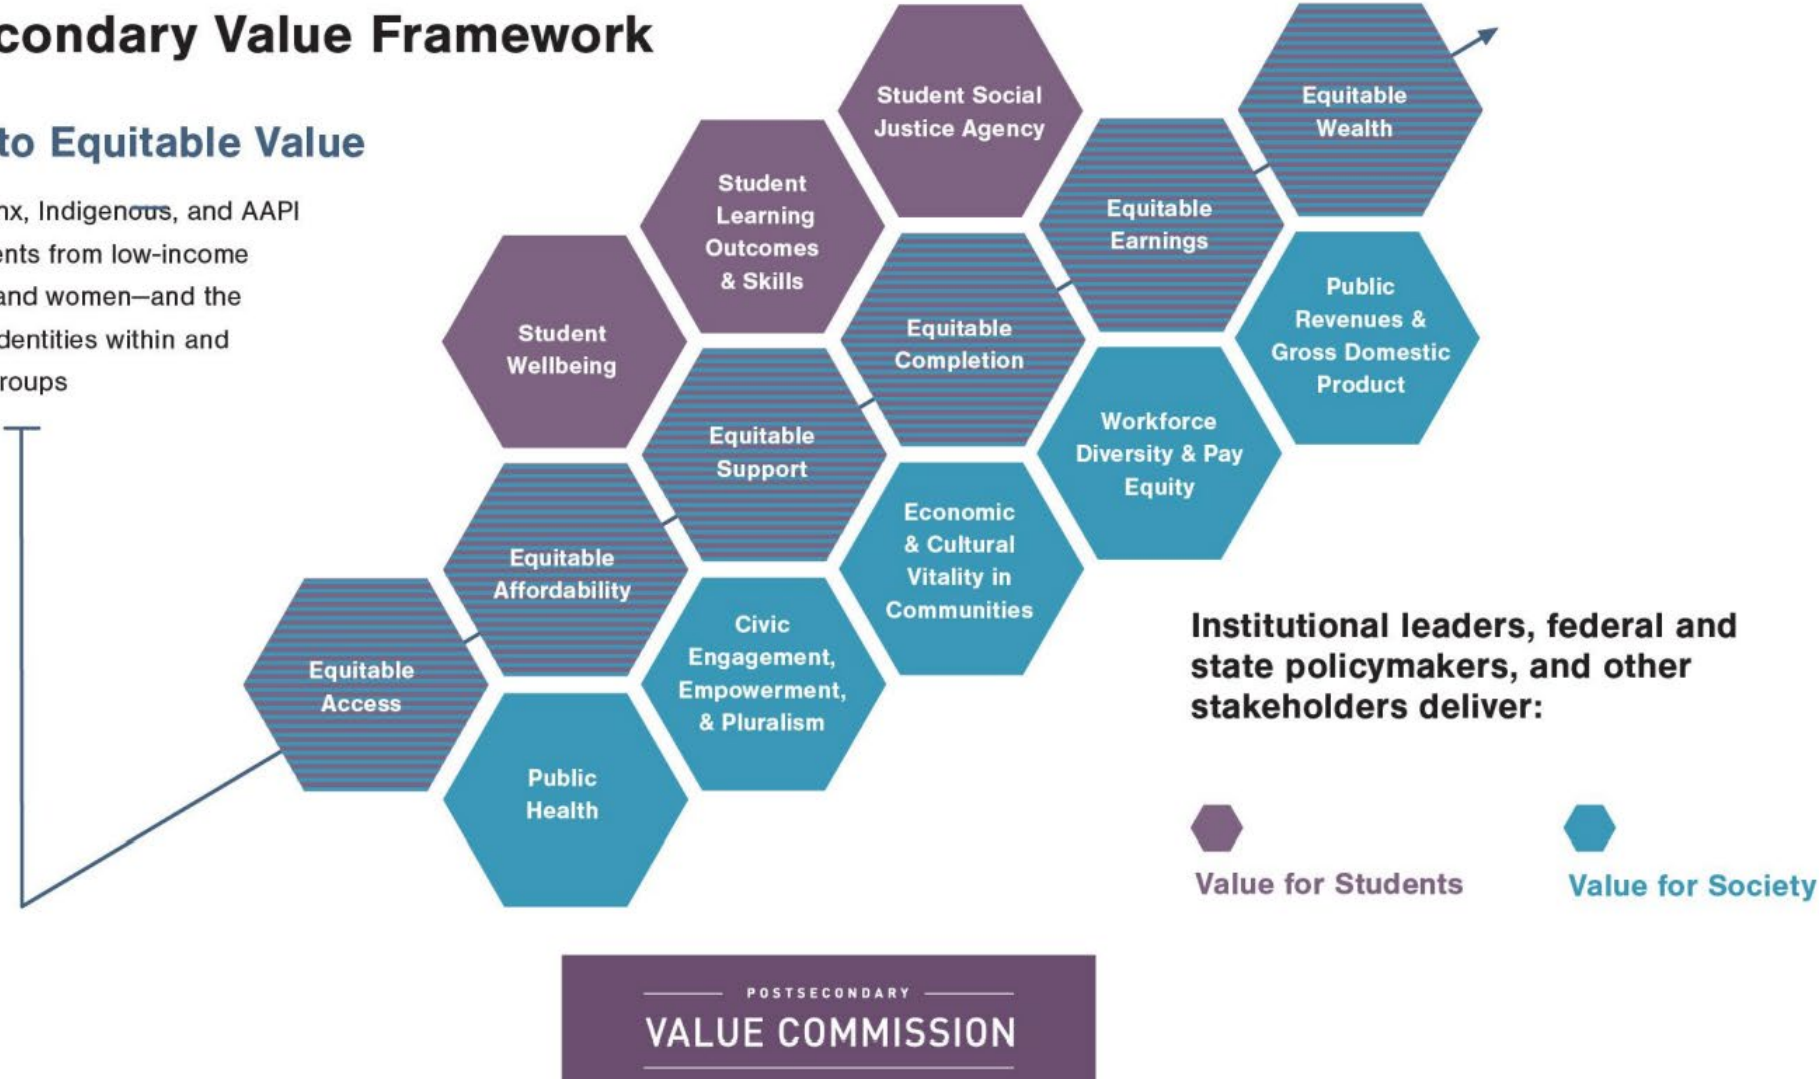 condary Value Framework
to Equitable Value
nx, Indigenous, and AAPI
ents from low-income
and women—and the
dentities within and
roups
Student Social
Justice Agency
Equitable
Wealth
Student
Learning
Outcomes
& Skills
Equitable
Earnings
Student
Wellbeing
Equitable
Completion
Public
Revenues &
Gross Domestic
Product
Equitable
Support
Workforce
Diversity & Pay
Equity
Equitable
Affordability
Economic
& Cultural
Vitality in
Communities
Equitable
Access
Civic
Engagement,
Empowerment,
& Pluralism
Public
Health
Institutional leaders, federal and
state policymakers, and other
stakeholders deliver:
Value for Students
Value for Society
POSTSECONDARY
VALUE COMMISSION